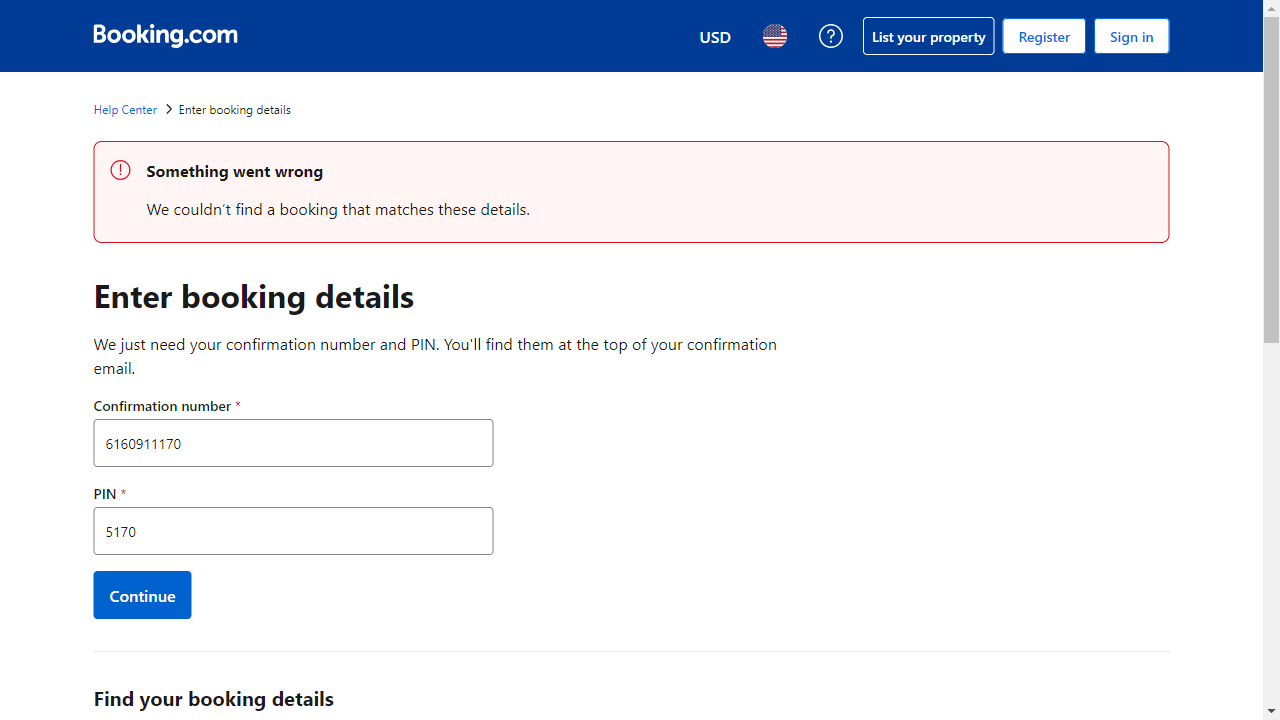 Booking.com
USD
List your property
Register
Sign in
Help Center
Enter booking details
Something went wrong
We couldn't find a booking that matches these details.
Enter booking details
We just need your confirmation number and PIN. You'll find them at the top of your confirmation
email.
Confirmation number *
6160911170
PIN *
5170
Continue
Find your booking details